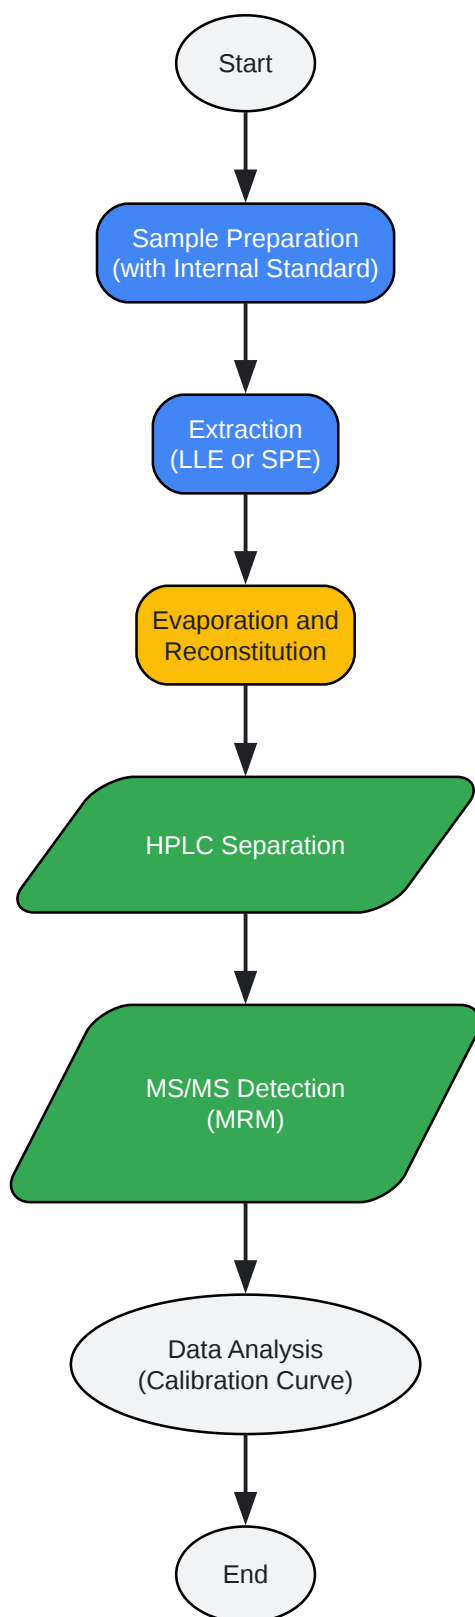 Start
Sample Preparation
(with Internal Standard)
Extraction
(LLE or SPE)
Evaporation and
Reconstitution
HPLC Separation
MS/MS Detection
(MRM)
Data Analysis
(Calibration Curve)
End